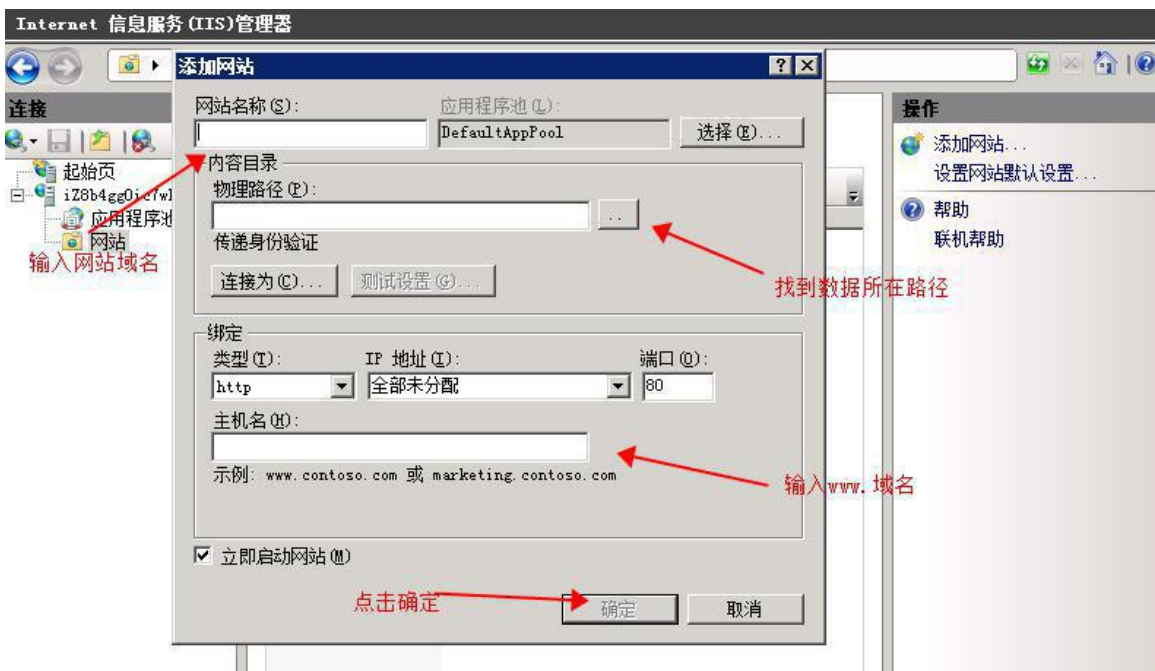 Internet 信息服务(IIS)管理器
添加网站
连接
起始页
iZ8b4gg0ic7wl
应用程序池
网站
输入网站域名
网站名称(S):
应用程序池(L):
DefaultAppPool
选择(E)...
内容目录
物理路径(P):
..
传递身份验证
连接为(C)...
测试设置(G)...
找到数据所在路径
绑定
类型(T):
IP 地址(I):
端口(O):
http
全部未分配
80
主机名(H):
示例: www.contoso.com 或 marketing.contoso.com
输入www.域名
立即启动网站(M)
点击确定
确定
取消
操作
添加网站...
设置网站默认设置...
帮助
联机帮助